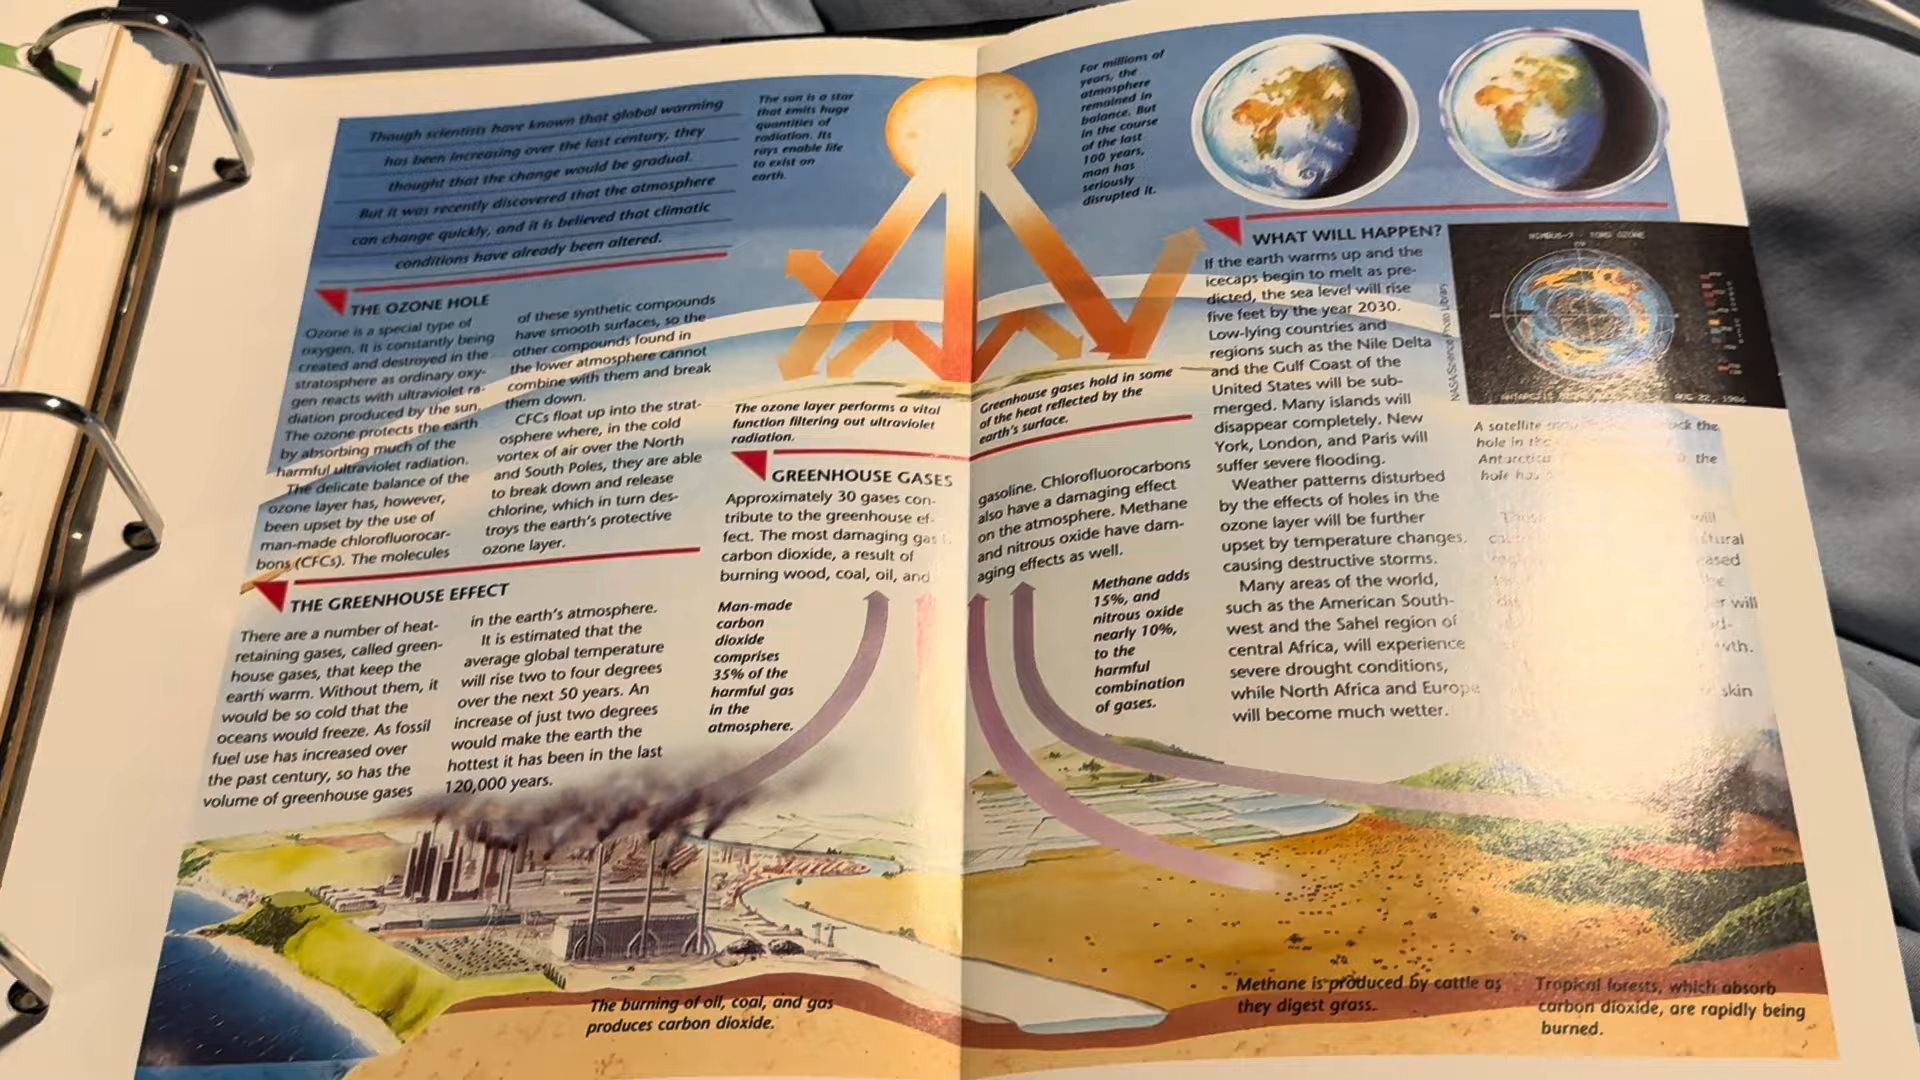 Though scientists have known that global warming
has been increasing over the last century, they
thought that the change would be gradual.
But it was recently discovered that the atmosphere
can change quickly, and it is believed that climatic
conditions have already been altered.
The sun is a star
that emits huge
quantities of
radiation. Its
rays enable life
to exist on
earth.
THE OZONE HOLE
Ozone is a special type of
oxygen. It is constantly being
created and destroyed in the
stratosphere as ordinary oxy-
gen reacts with ultraviolet ra-
diation produced by the sun.
The ozone protects the earth
by absorbing much of the
harmful ultraviolet radiation.
The delicate balance of the
ozone layer has, however,
been upset by the use of
man-made chlorofluorocar-
bons (CFCs). The molecules
of these synthetic compounds
have smooth surfaces, so the
other compounds found in
the lower atmosphere cannot
combine with them and break
them down.
CFCs float up into the strat-
osphere where, in the cold
vortex of air over the North
and South Poles, they are able
to break down and release
chlorine, which in turn des-
troys the earth's protective
ozone layer.
The ozone layer performs a vital
function filtering out ultraviolet
radiation.
THE GREENHOUSE EFFECT
There are a number of heat-
retaining gases, called green-
house gases, that keep the
earth warm. Without them, it
would be so cold that the
oceans would freeze. As fossil
fuel use has increased over
the past century, so has the
volume of greenhouse gases
in the earth's atmosphere.
It is estimated that the
average global temperature
will rise two to four degrees
over the next 50 years. An
increase of just two degrees
would make the earth the
hottest it has been in the last
120,000 years.
GREENHOUSE GASES
Approximately 30 gases con-
tribute to the greenhouse ef-
fect. The most damaging gas
carbon dioxide, a result of
burning wood, coal, oil, and
Man-made
carbon
dioxide
comprises
35% of the
harmful gas
in the
atmosphere.
The burning of oil, coal, and gas
produces carbon dioxide.
For millions of
years, the
atmosphere
remained in
balance. But
in the course
of the last
100 years,
man has
seriously
disrupted it.
Greenhouse gases hold in some
of the heat reflected by the
earth's surface.
gasoline. Chlorofluorocarbons
also have a damaging effect
on the atmosphere. Methane
and nitrous oxide have dam-
aging effects as well.
Methane adds
15%, and
nitrous oxide
nearly 10%,
to the
harmful
combination
of gases.
WHAT WILL HAPPEN?
If the earth warms up and the
icecaps begin to melt as pre-
dicted, the sea level will rise
five feet by the year 2030.
Low-lying countries and
regions such as the Nile Delta
and the Gulf Coast of the
United States will be sub-
merged. Many islands will
disappear completely. New
York, London, and Paris will
suffer severe flooding.
Weather patterns disturbed
by the effects of holes in the
ozone layer will be further
upset by temperature changes,
causing destructive storms.
Many areas of the world,
such as the American South-
west and the Sahel region of
central Africa, will experience
severe drought conditions,
while North Africa and Europe
will become much wetter.
NIMBUS-7 : TOMS OZONE
AUG 22, 1986
NASA/Science Photo Library
A satellite the
hole in the
Antarctica the
hole has
will
the
will
skin
Methane is produced by cattle as
they digest grass.
Tropical forests, which absorb
carbon dioxide, are rapidly being
burned.